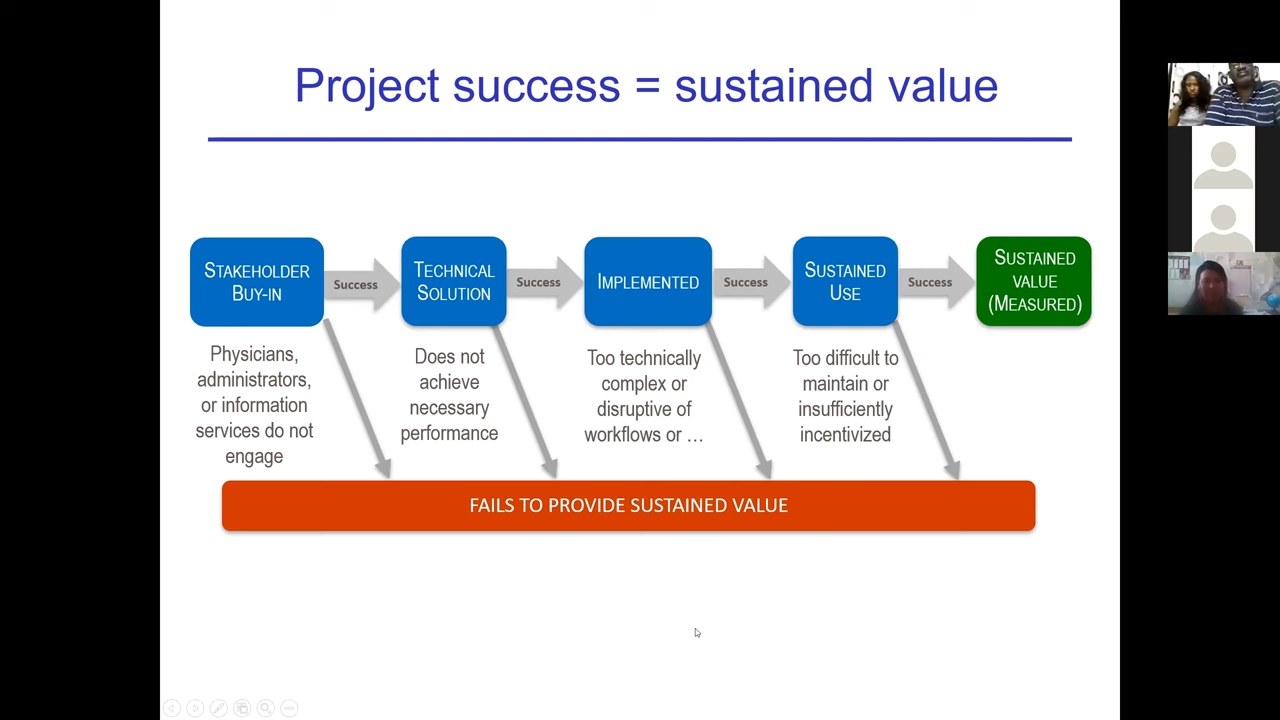 Project success = sustained value
STAKEHOLDER
BUY-IN
Success
TECHNICAL
SOLUTION
Success
IMPLEMENTED
Success
SUSTAINED
USE
Success
SUSTAINED
VALUE
(MEASURED)
Physicians,
administrators,
or information
services do not
engage
Does not
achieve
necessary
performance
Too technically
complex or
disruptive of
workflows or …
Too difficult to
maintain or
insufficiently
incentivized
FAILS TO PROVIDE SUSTAINED VALUE